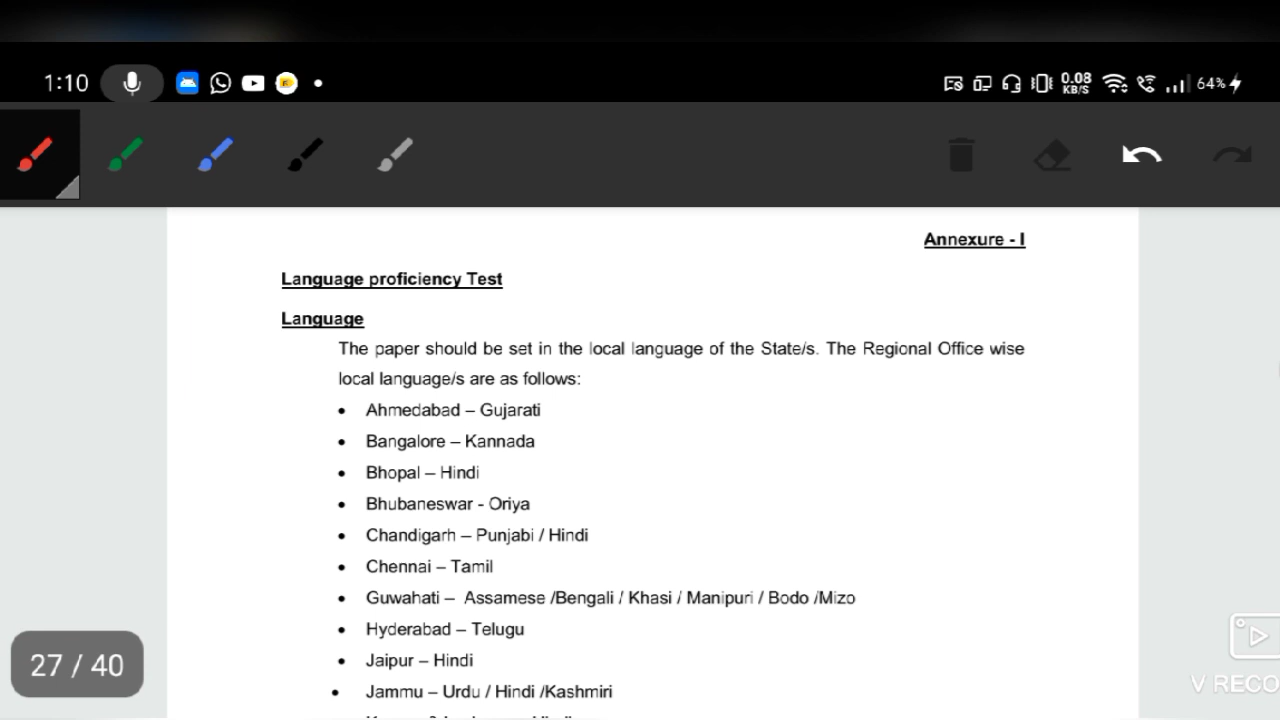 1:10
0.08
KB/S
64%
Annexure - I
Language proficiency Test
Language
The paper should be set in the local language of the State/s. The Regional Office wise
local language/s are as follows:
• Ahmedabad – Gujarati
• Bangalore – Kannada
• Bhopal – Hindi
• Bhubaneswar - Oriya
• Chandigarh – Punjabi / Hindi
• Chennai – Tamil
• Guwahati – Assamese /Bengali / Khasi / Manipuri / Bodo /Mizo
• Hyderabad – Telugu
• Jaipur – Hindi
• Jammu – Urdu / Hindi /Kashmiri
27 / 40
V RECO